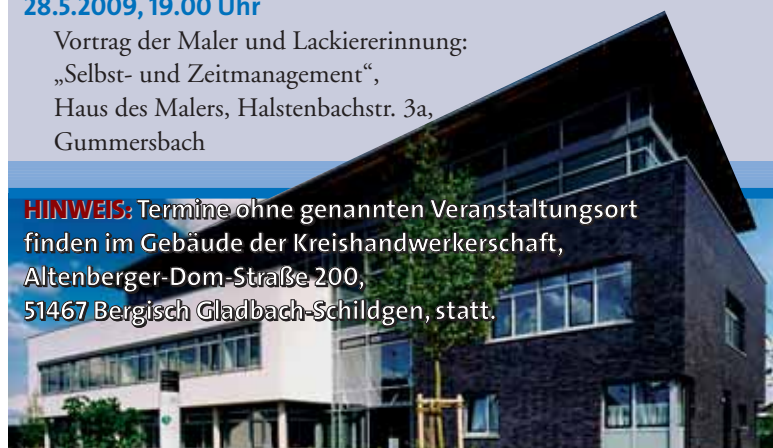 28.5.2009, 19.00 Uhr
Vortrag der Maler und Lackiererinnung:
„Selbst- und Zeitmanagement“,
Haus des Malers, Halstenbachstr. 3a,
Gummersbach
HINWEIS: Termine ohne genannten Veranstaltungsort
finden im Gebäude der Kreishandwerkerschaft,
Altenberger-Dom-Straße 200,
51467 Bergisch Gladbach-Schildgen, statt.